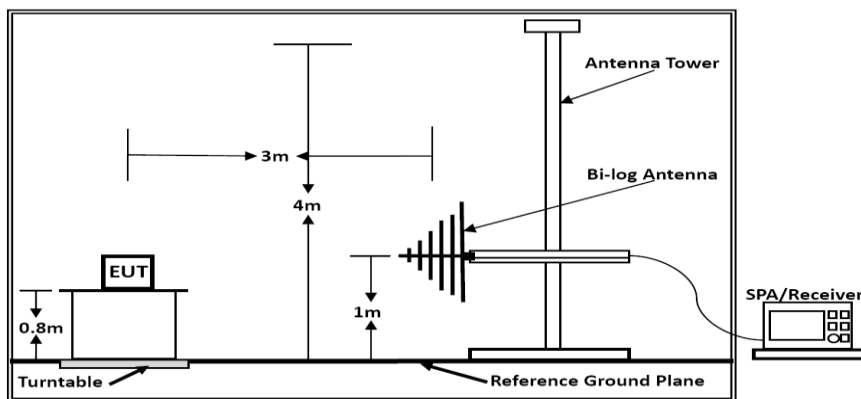 Antenna Tower
3m
Bi-log Antenna
4m
EUT
SPA/Receiver
0.8m
1m
Turntable
Reference Ground Plane